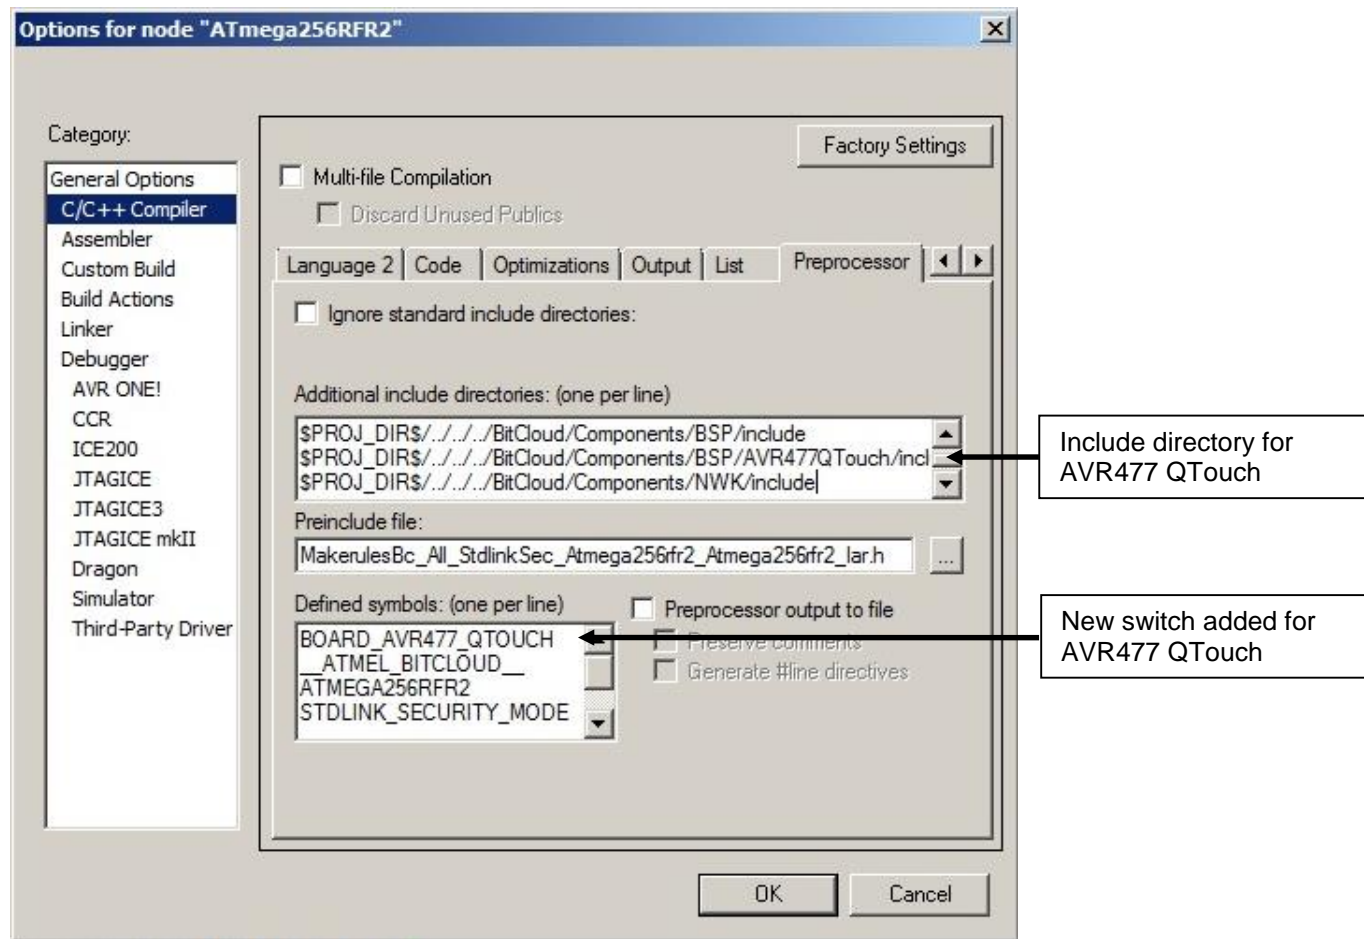 Options for node "ATmega256RFR2"
Category:
General Options
C/C++ Compiler
Assembler
Custom Build
Build Actions
Linker
Debugger
AVR ONE!
CCR
ICE200
JTAGICE
JTAGICE3
JTAGICE mkII
Dragon
Simulator
Third-Party Driver
Factory Settings
Multi-file Compilation
Discard Unused Publics
Language 2 Code Optimizations Output List Preprocessor
Ignore standard include directories:
Additional include directories: (one per line)
$PROJ_DIR$/../../../BitCloud/Components/BSP/include
$PROJ_DIR$/../../../BitCloud/Components/BSP/AVR477QTouch/incl
$PROJ_DIR$/../../../BitCloud/Components/NWK/include
Preinclude file:
MakerulesBc_All_StdlinkSec_Atmega256rfr2_Atmega256rfr2_Iar.h
...
Defined symbols: (one per line)
BOARD_AVR477_QTOUCH
__ATMEL_BITCLOUD__
ATMEGA256RFR2
STDLINK_SECURITY_MODE
Preprocessor output to file
Preserve comments
Generate #line directives
OK
Cancel
Include directory for
AVR477 QTouch
New switch added for
AVR477 QTouch